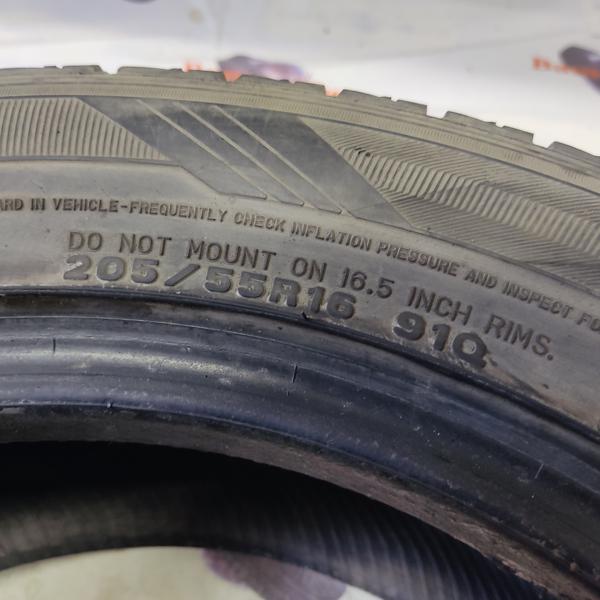 ARD IN VEHICLE-FREQUENTLY CHECK INFLATION PRESSURE AND INSPECT FO
DO NOT MOUNT ON 16.5 INCH RIMS.
205/55R16 91Q